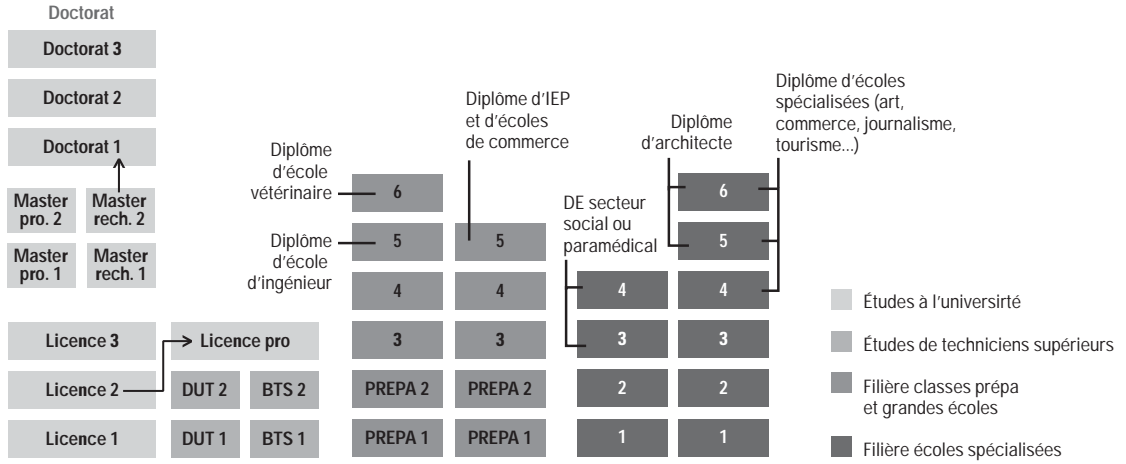 Doctorat
Doctorat 3
Doctorat 2
Doctorat 1
Master
pro. 2
Master
rech. 2
Master
pro. 1
Master
rech. 1
Licence 3
Licence pro
Licence 2
DUT 2
BTS 2
Licence 1
DUT 1
BTS 1
Diplôme
d'école
vétérinaire
Diplôme
d'école
d'ingénieur
6
5
4
3
PREPA 2
PREPA 1
Diplôme d'IEP
et d'écoles
de commerce
5
4
3
PREPA 2
PREPA 1
DE secteur
social ou
paramédical
4
3
2
1
Diplôme
d'architecte
Diplôme d'écoles
spécialisées (art,
commerce, journalisme,
tourisme...)
6
5
4
3
2
1
Études à l'universirté
Études de techniciens supérieurs
Filière classes prépa
et grandes écoles
Filière écoles spécialisées